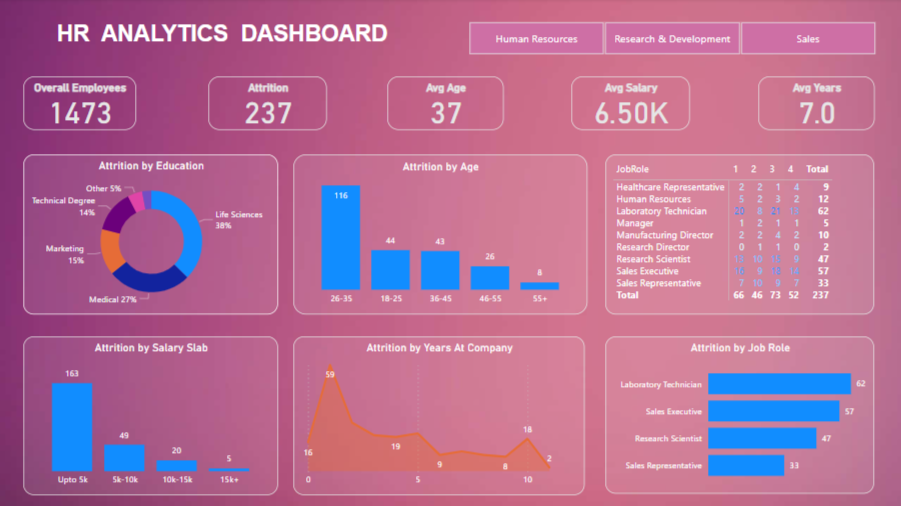 HR ANALYTICS DASHBOARD
Human Resources
Research & Development
Sales
Overall Employees
1473
Attrition
237
Avg Age
37
Avg Salary
6.50K
Avg Years
7.0
Attrition by Education
Other 5%
Technical Degree
14%
Life Sciences
38%
Marketing
15%
Medical 27%
Attrition by Age
116
44
43
26
8
26-35 18-25 36-45 46-55 55+
JobRole 1 2 3 4 Total
Healthcare Representative 2 2 1 4 9
Human Resources 5 2 3 2 12
Laboratory Technician 20 8 21 62
Manager 1 2 1 1 5
Manufacturing Director 2 2 4 2 10
Research Director 0 1 1 0 2
Research Scientist 10 9 47
Sales Executive 9 57
Sales Representative 7 10 9 7 33
Total 66 46 73 52 237
Attrition by Salary Slab
163
49
20
5
Upto 5k 5k-10k 10k-15k 15k+
Attrition by Years At Company
59
16
19
9
8
18
2
0 5 10
Attrition by Job Role
Laboratory Technician 62
Sales Executive 57
Research Scientist 47
Sales Representative 33